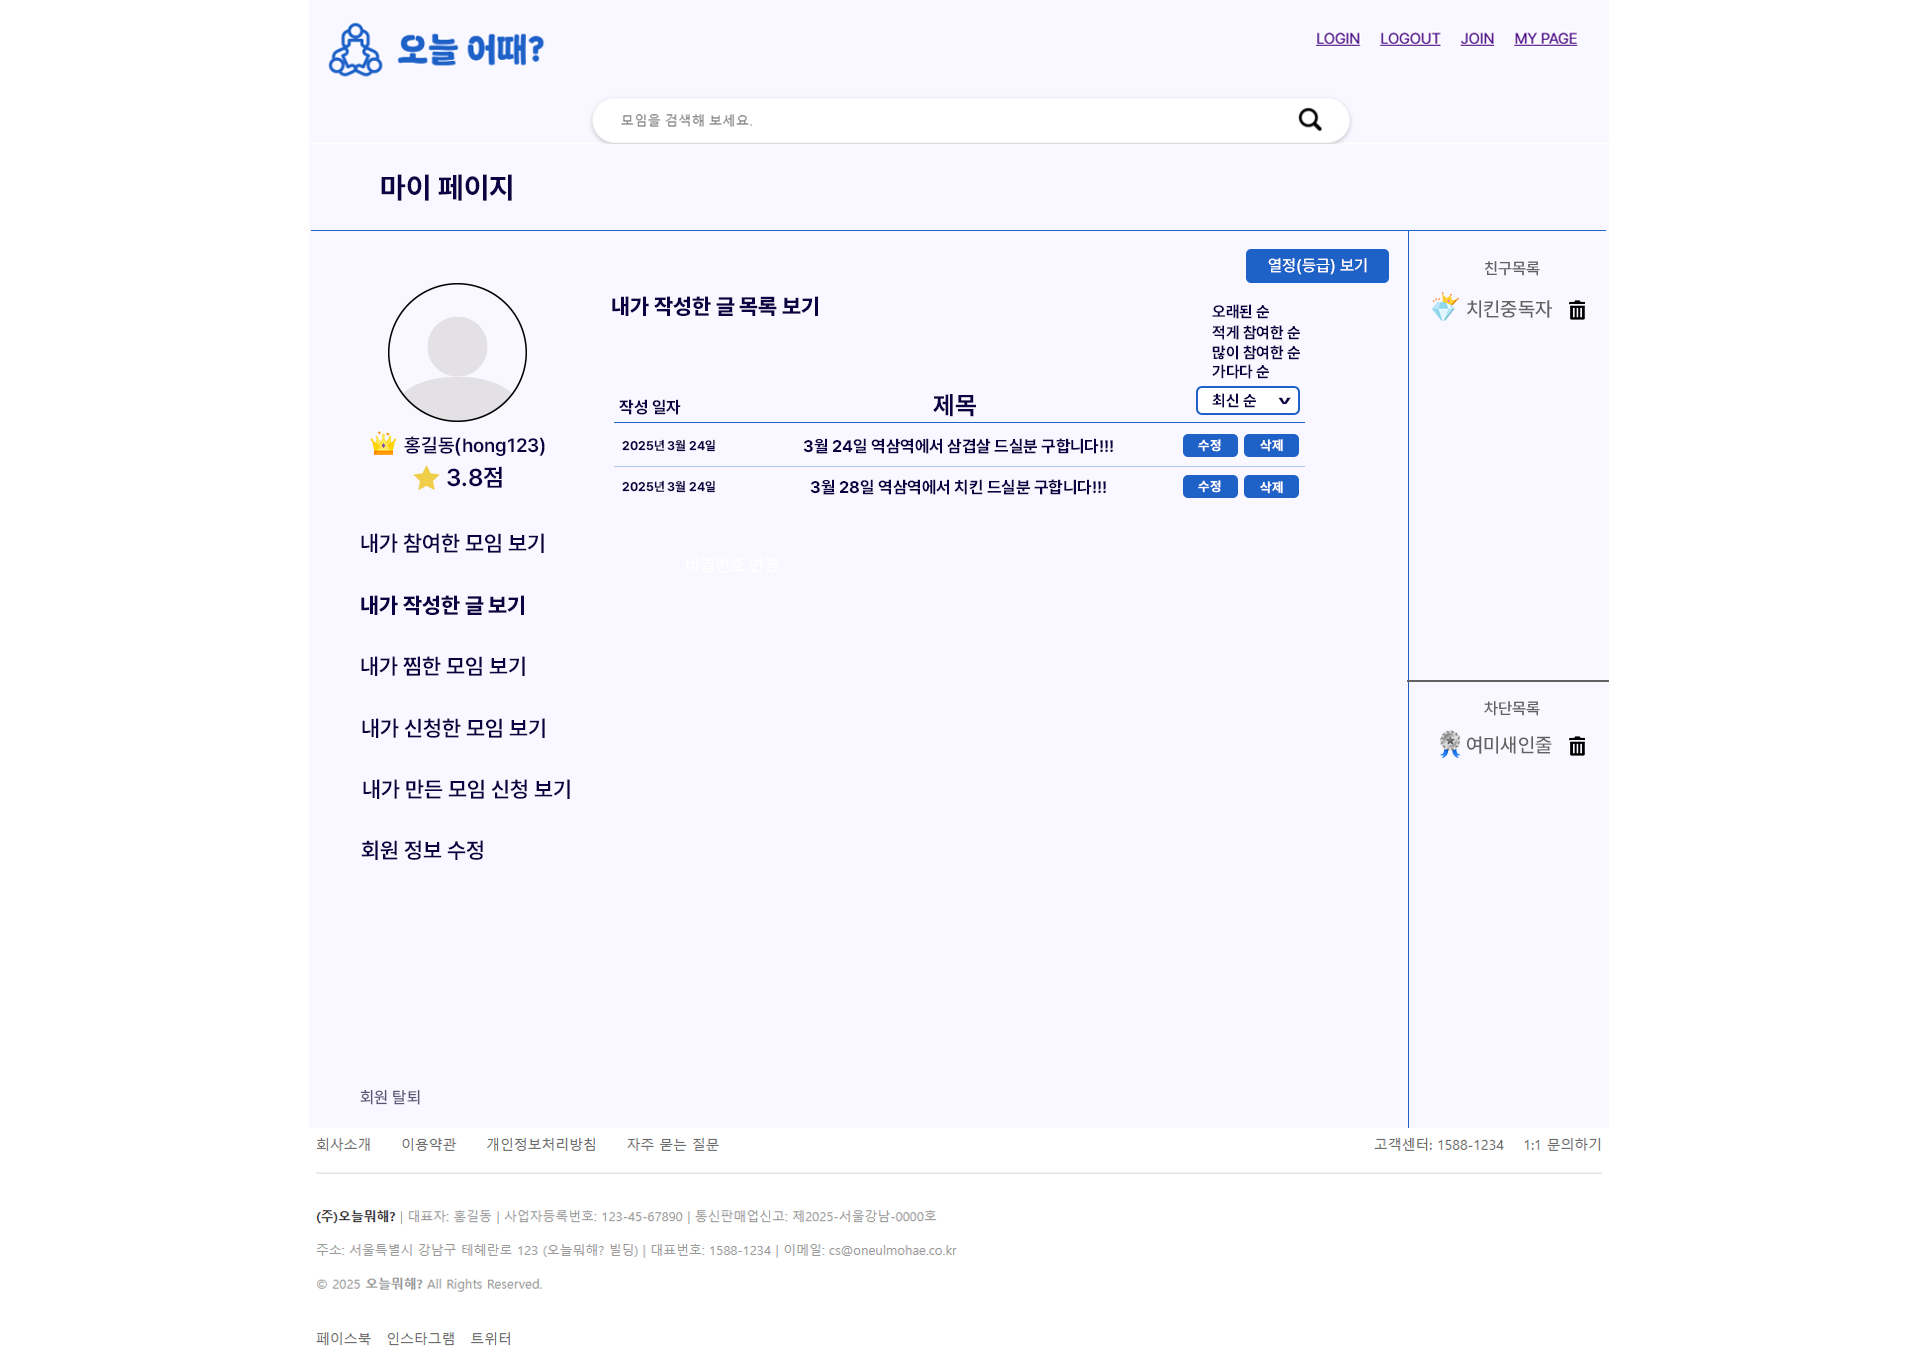 오늘 어때?
LOGIN LOGOUT JOIN MY PAGE
모임을 검색해 보세요.
마이 페이지
열정(등급) 보기
내가 작성한 글 목록 보기
오래된 순
적게 참여한 순
많이 참여한 순
가다다 순
최신 순
작성 일자 제목
2025년 3월 24일 3월 24일 역삼역에서 삼겹살 드실분 구합니다!!! 수정 삭제
2025년 3월 24일 3월 28일 역삼역에서 치킨 드실분 구합니다!!! 수정 삭제
비밀번호 변경
홍길동(hong123)
3.8점
내가 참여한 모임 보기
내가 작성한 글 보기
내가 찜한 모임 보기
내가 신청한 모임 보기
내가 만든 모임 신청 보기
회원 정보 수정
회원 탈퇴
친구목록
치킨중독자
차단목록
여미새인줄
회사소개 이용약관 개인정보처리방침 자주 묻는 질문 고객센터: 1588-1234 1:1 문의하기
(주)오늘뭐해? | 대표자: 홍길동 | 사업자등록번호: 123-45-67890 | 통신판매업신고: 제2025-서울강남-0000호
주소: 서울특별시 강남구 테헤란로 123 (오늘뭐해? 빌딩) | 대표번호: 1588-1234 | 이메일: cs@oneulmohae.co.kr
© 2025 오늘뭐해? All Rights Reserved.
페이스북 인스타그램 트위터